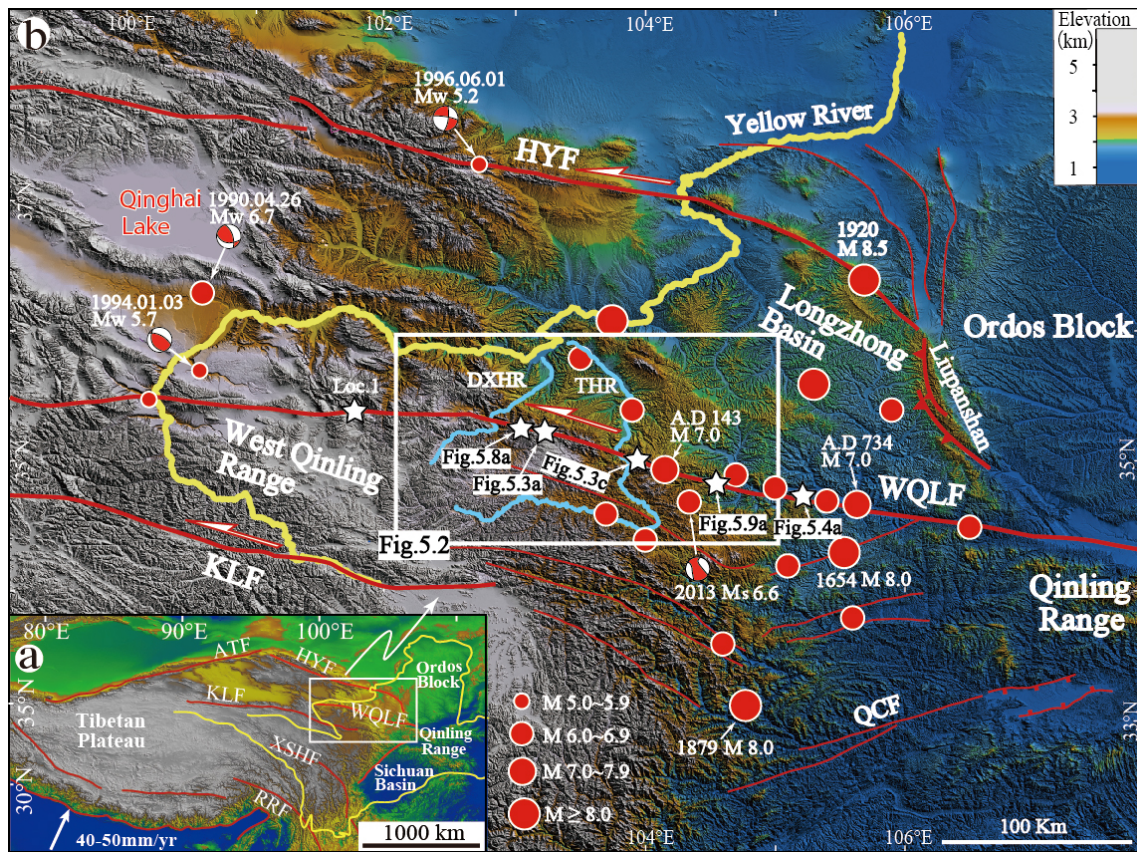 b
100°E
102°E
104°E
106°E
Elevation
(km)
5
3
1
1996.06.01
Mw 5.2
Yellow River
HYF
37°N
Qinghai
Lake
1990.04.26
Mw 6.7
1920
M 8.5
1994.01.03
Mw 5.7
Longzhong
Basin
Ordos Block
Liupanshan
DXHR
THR
Loc.1
A.D 143
M 7.0
A.D 734
M 7.0
35°N
35°N
West Qinling
Range
Fig.5.8a
Fig.5.3a
Fig.5.3c
WQLF
Fig.5.9a
Fig.5.4a
Fig.5.2
KLF
2013 Ms 6.6
1654 M 8.0
Qinling
Range
a
80°E
90°E
100°E
ATF
HYF
Ordos
Block
35°N
KLF
WQLF
Tibetan
Plateau
Qinling
Range
XSHF
Sichuan
Basin
30°N
RRF
40-50mm/yr
1000 km
M 5.0~5.9
M 6.0~6.9
M 7.0~7.9
M ≥ 8.0
1879 M 8.0
QCF
33°N
104°E
106°E
100 Km